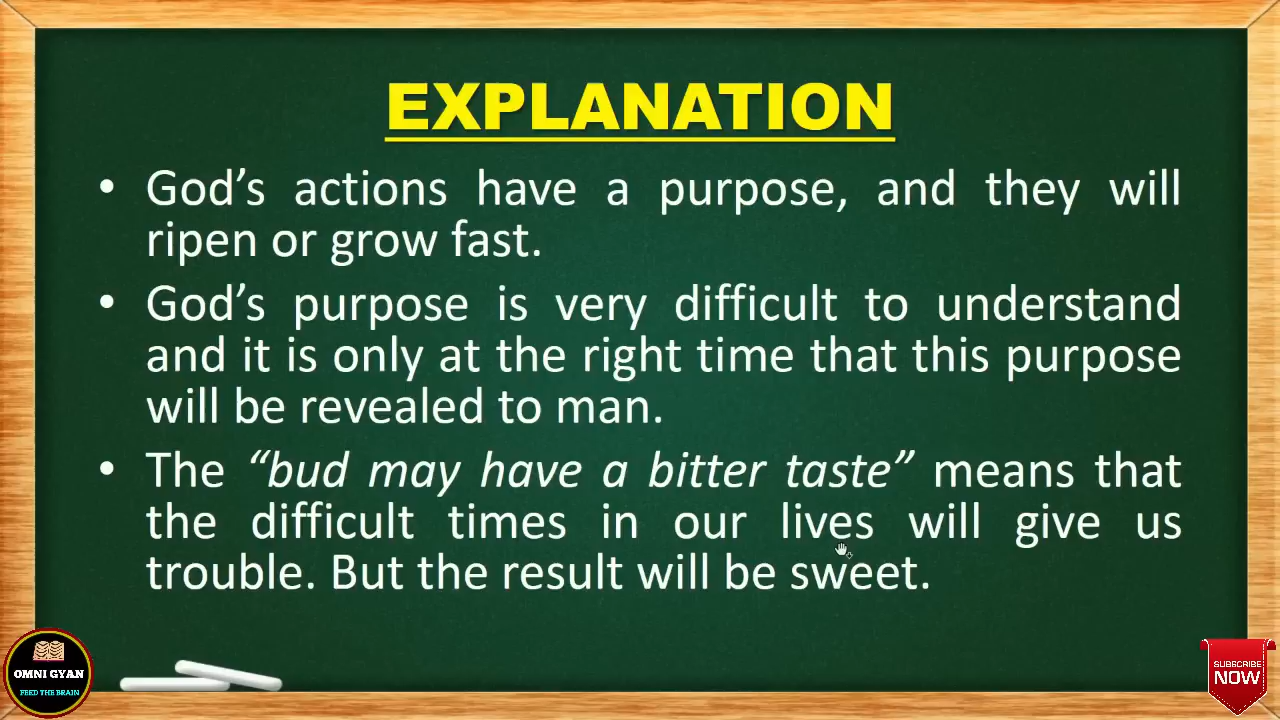 EXPLANATION
• God’s actions have a purpose, and they will
ripen or grow fast.
• God’s purpose is very difficult to understand
and it is only at the right time that this purpose
will be revealed to man.
• The “bud may have a bitter taste” means that
the difficult times in our lives will give us
trouble. But the result will be sweet.
OMNI GYAN
FEED THE BRAIN
SUBSCRIBE
NOW